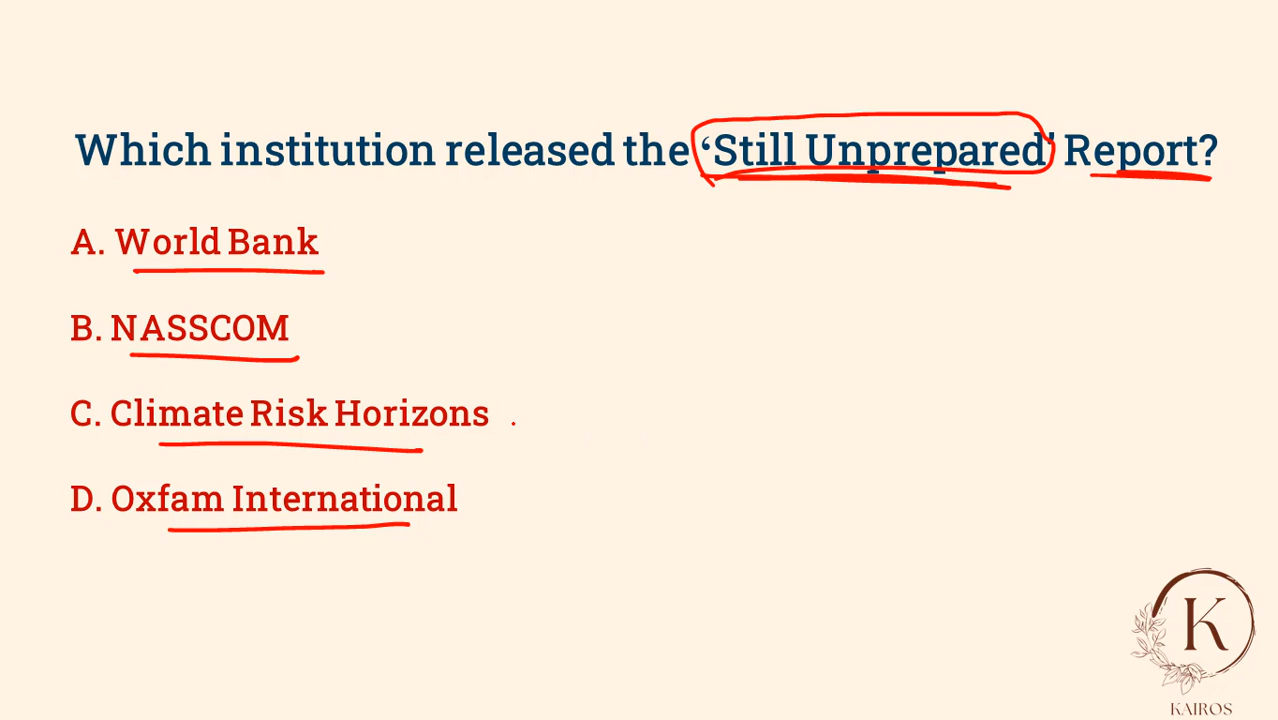 Which institution released the ‘Still Unprepared’ Report?
A. World Bank
B. NASSCOM
C. Climate Risk Horizons
D. Oxfam International
K
KAIROS